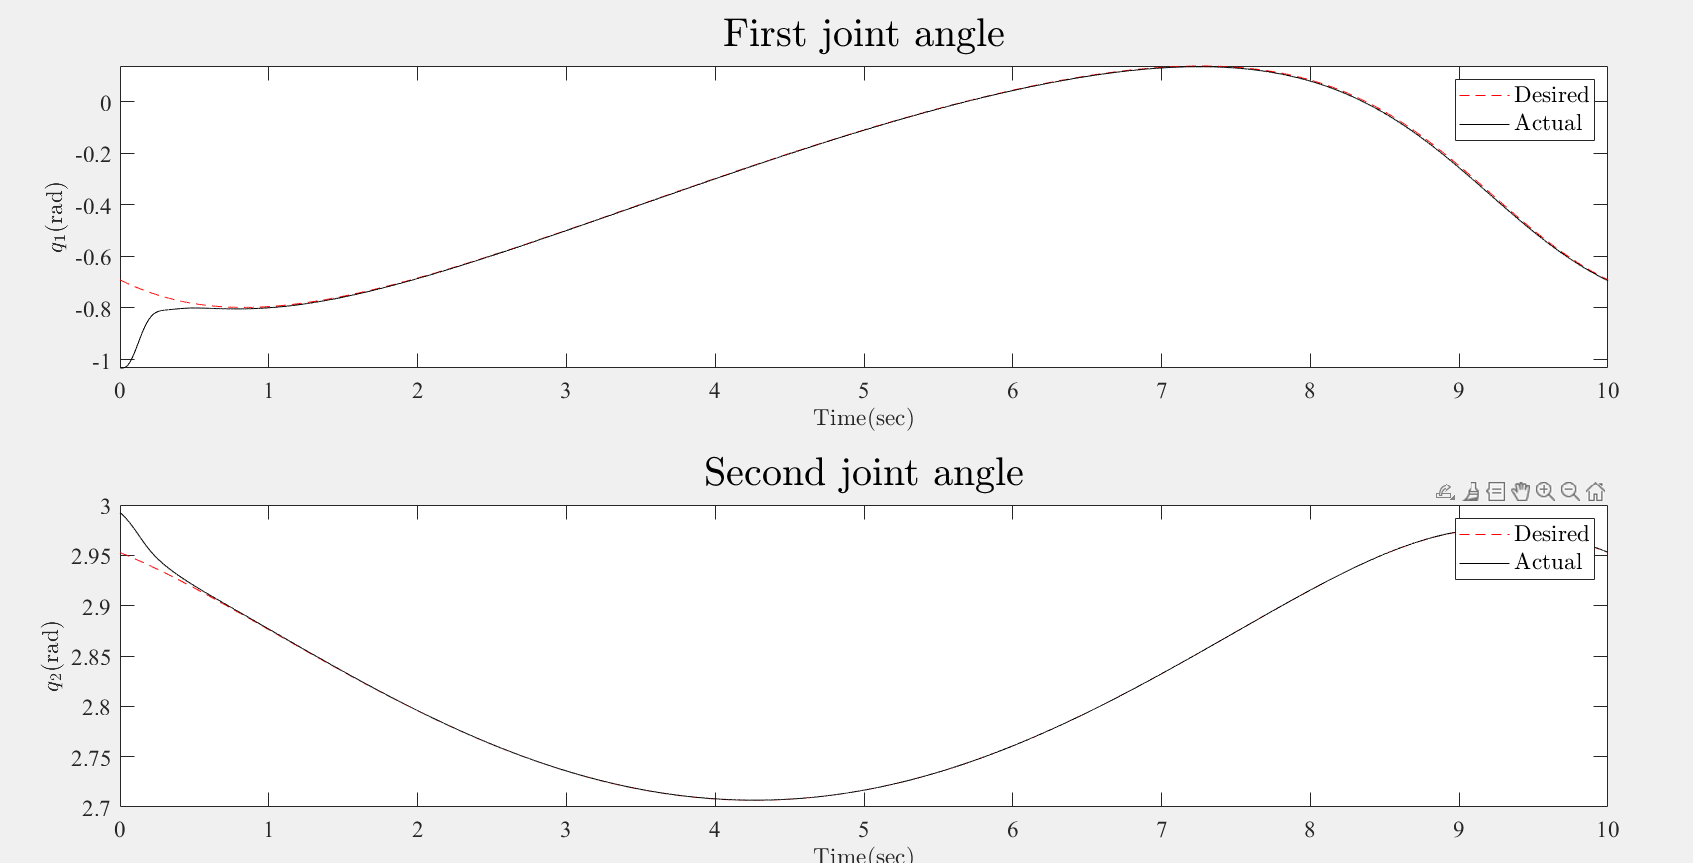 First joint angle
Desired
Actual
0
-0.2
-0.4
-0.6
-0.8
-1
q1(rad)
0 1 2 3 4 5 6 7 8 9 10
Time(sec)
Second joint angle
Desired
Actual
3
2.95
2.9
2.85
2.8
2.75
2.7
q2(rad)
0 1 2 3 4 5 6 7 8 9 10
Time(sec)